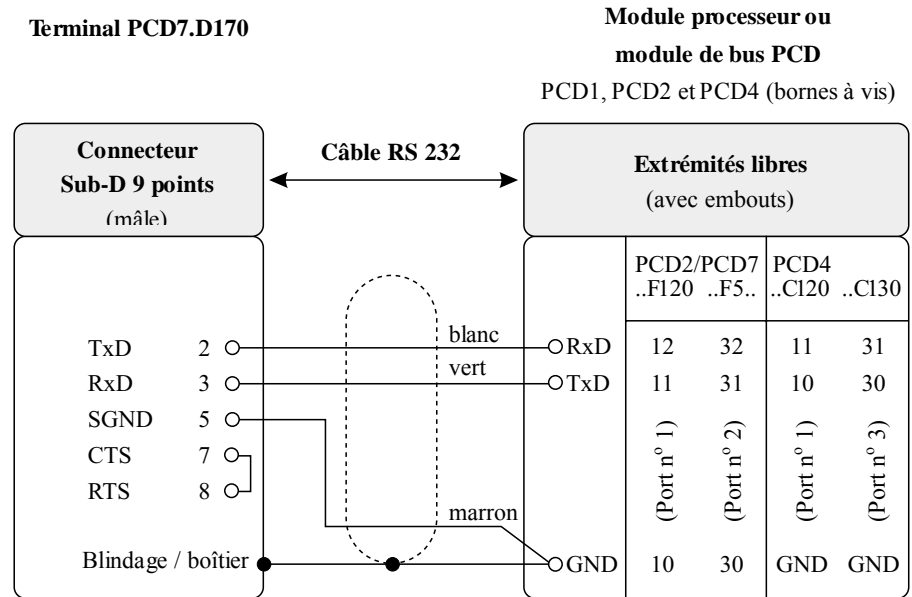 Terminal PCD7.D170
Module processeur ou
module de bus PCD
PCD1, PCD2 et PCD4 (bornes à vis)
Connecteur
Sub-D 9 points
(mâle)
Câble RS 232
Extrémités libres
(avec embouts)
PCD2/PCD7 PCD4
..F120 ..F5.. ..C120 ..C130
TxD 2 blanc RxD 12 32 11 31
RxD 3 vert TxD 11 31 10 30
SGND 5
CTS 7
RTS 8
(Port n° 1) (Port n° 2) (Port n° 1) (Port n° 3)
marron
Blindage / boîtier GND 10 30 GND GND